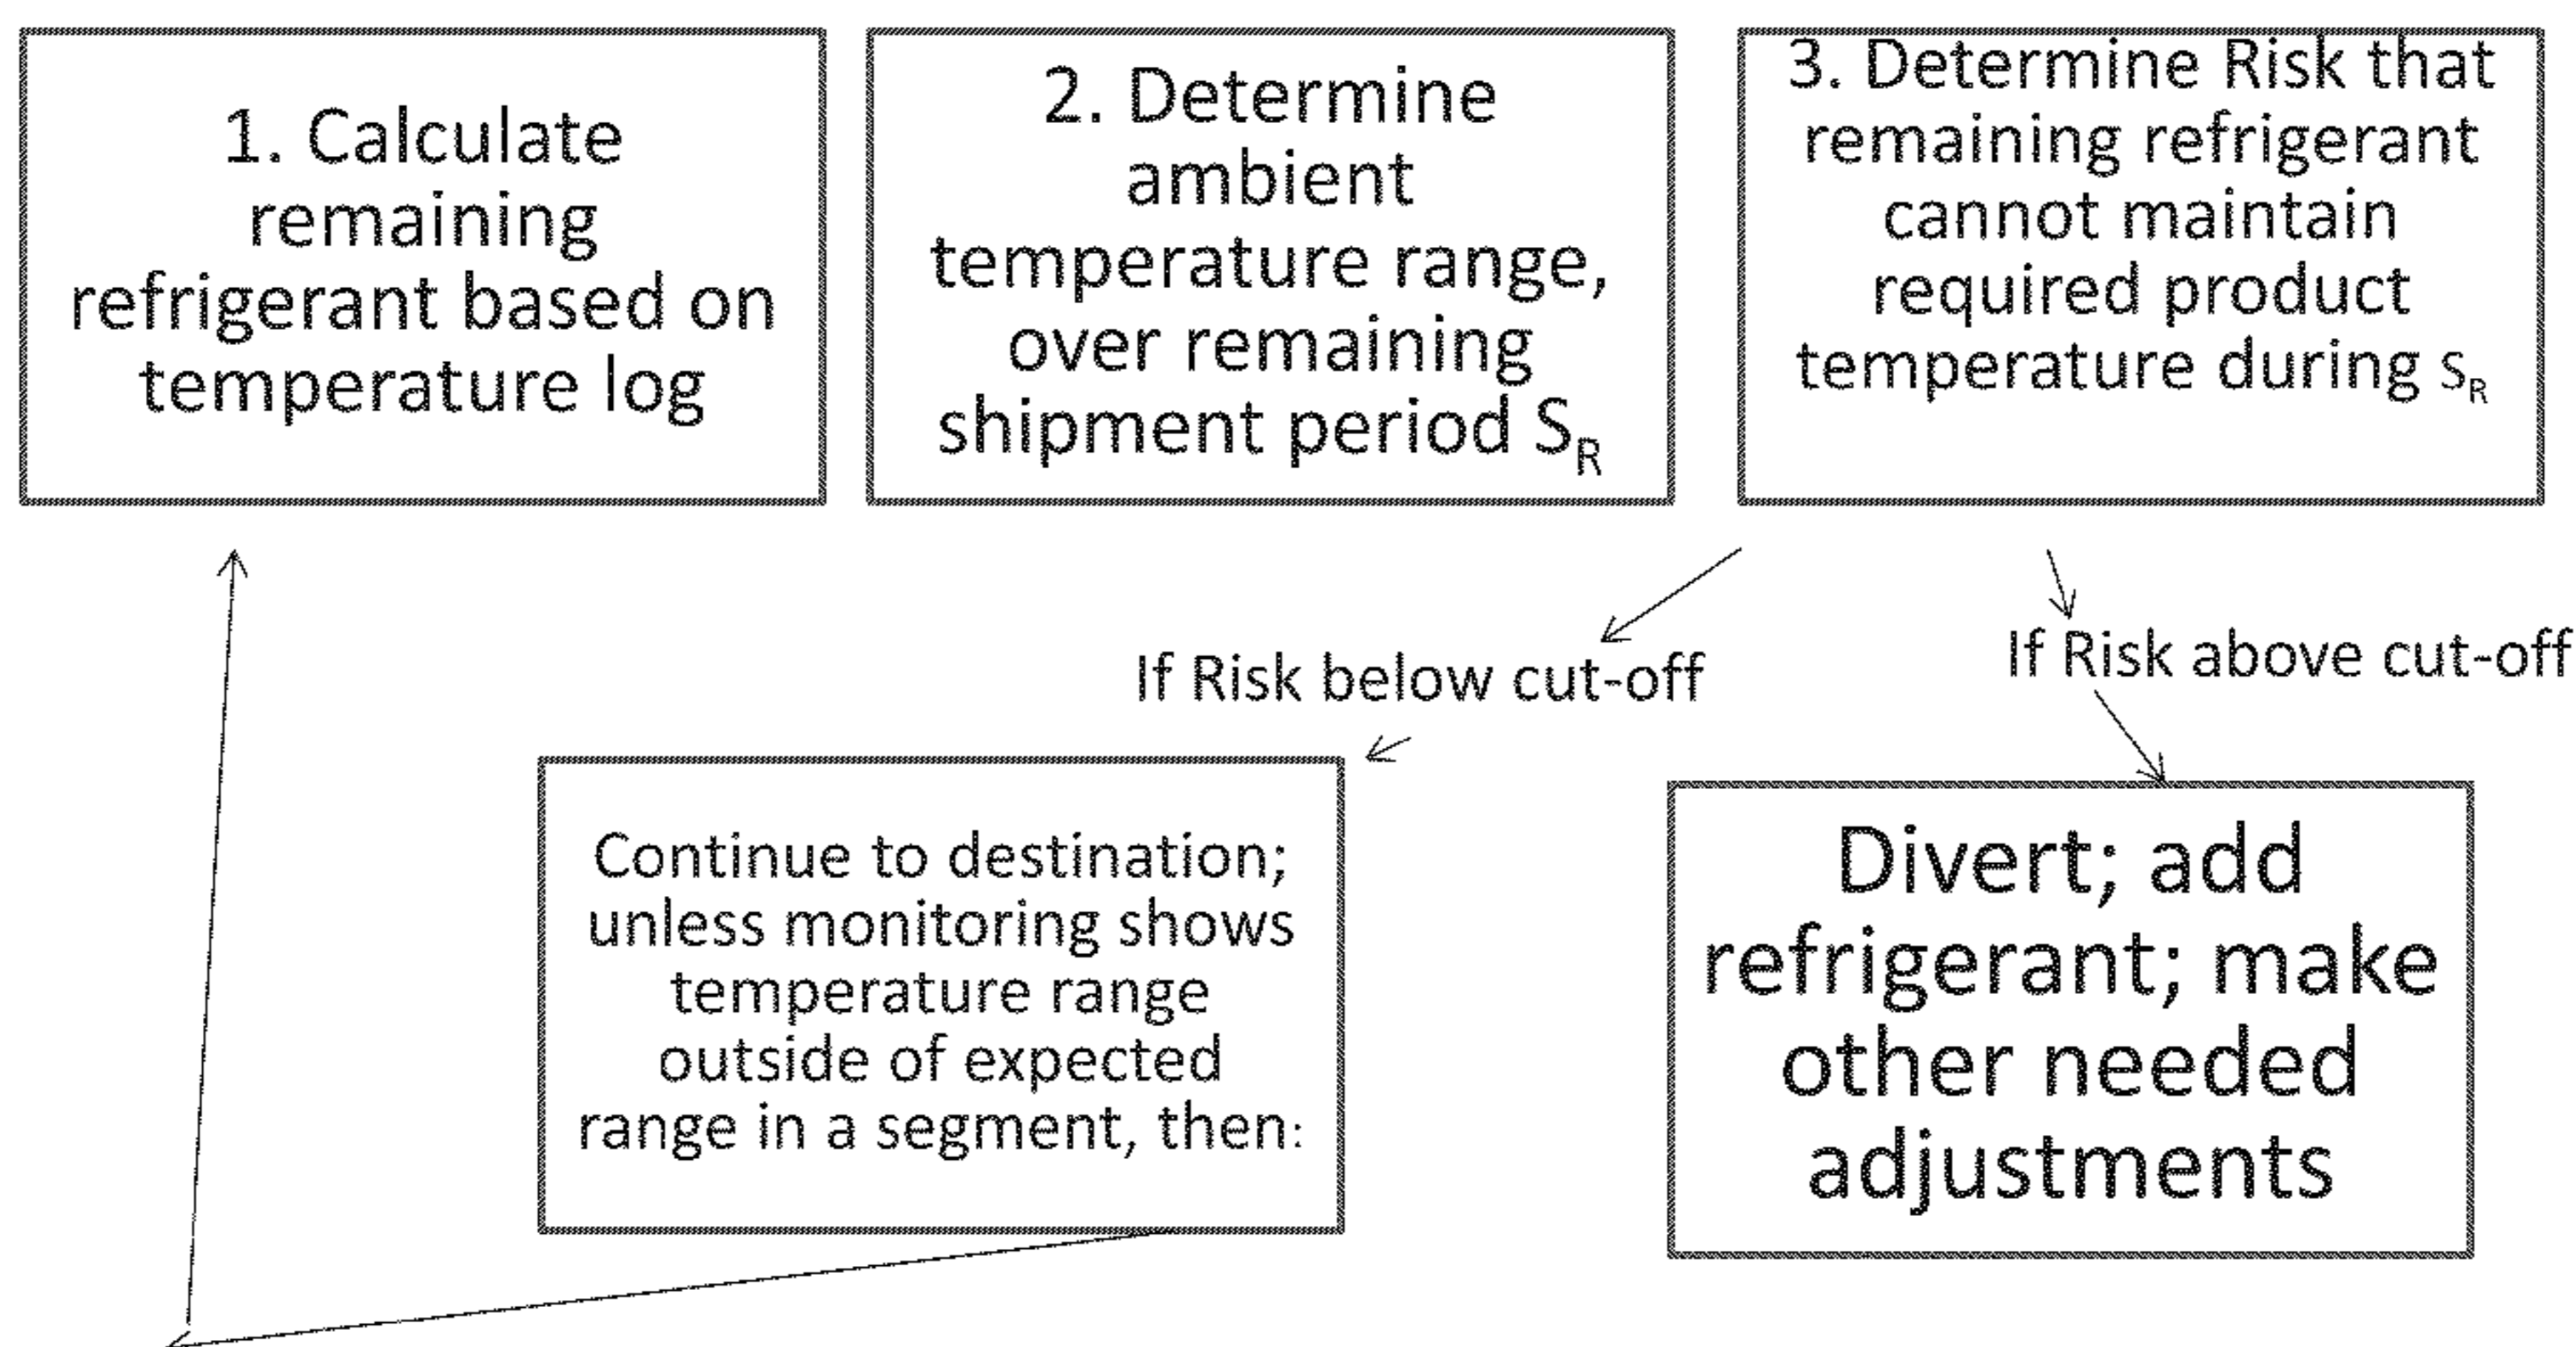 1. Calculate
remaining
refrigerant based on
temperature log
2. Determine
ambient
temperature range,
over remaining
shipment period S_R
3. Determine Risk that
remaining refrigerant
cannot maintain
required product
temperature during s_R
If Risk below cut-off
If Risk above cut-off
Continue to destination;
unless monitoring shows
temperature range
outside of expected
range in a segment, then:
Divert; add
refrigerant; make
other needed
adjustments